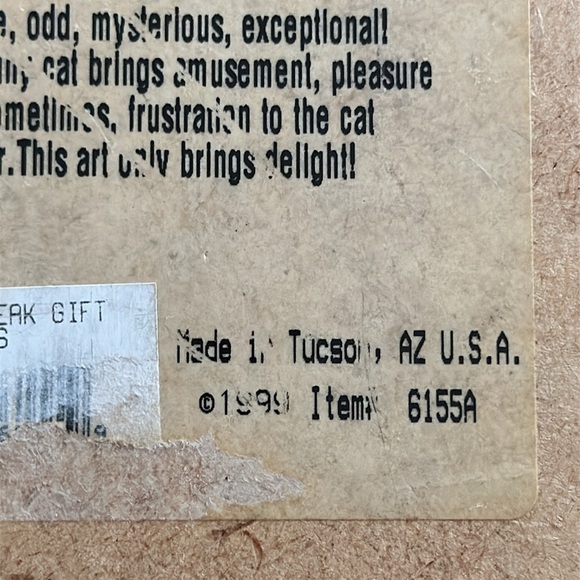 , odd, mysterious, exceptional!
cat brings amusement, pleasure
frustration to the cat
This art only brings delight!
GIFT
Made in Tucson, AZ U.S.A.
©1999 Item# 6155A